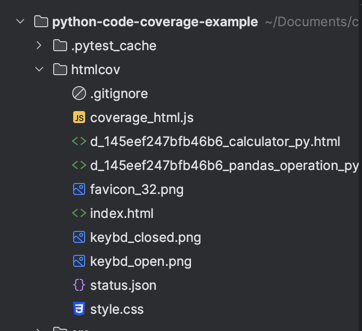 python-code-coverage-example ~/Documents/c
.pytest_cache
htmlcov
.gitignore
JS coverage_html.js
<> d_145eef247bfb46b6_calculator_py.html
<> d_145eef247bfb46b6_pandas_operation_py
favicon_32.png
<> index.html
keybd_closed.png
keybd_open.png
{} status.json
style.css